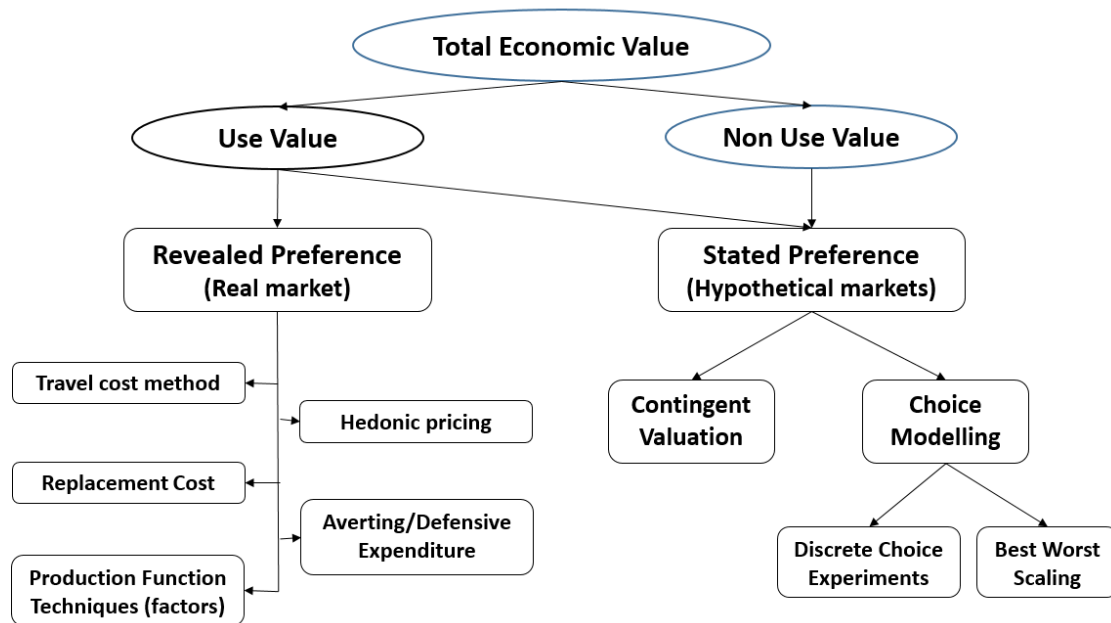 Total Economic Value
Use Value
Non Use Value
Revealed Preference
(Real market)
Stated Preference
(Hypothetical markets)
Travel cost method
Hedonic pricing
Replacement Cost
Averting/Defensive
Expenditure
Production Function
Techniques (factors)
Contingent
Valuation
Choice
Modelling
Discrete Choice
Experiments
Best Worst
Scaling